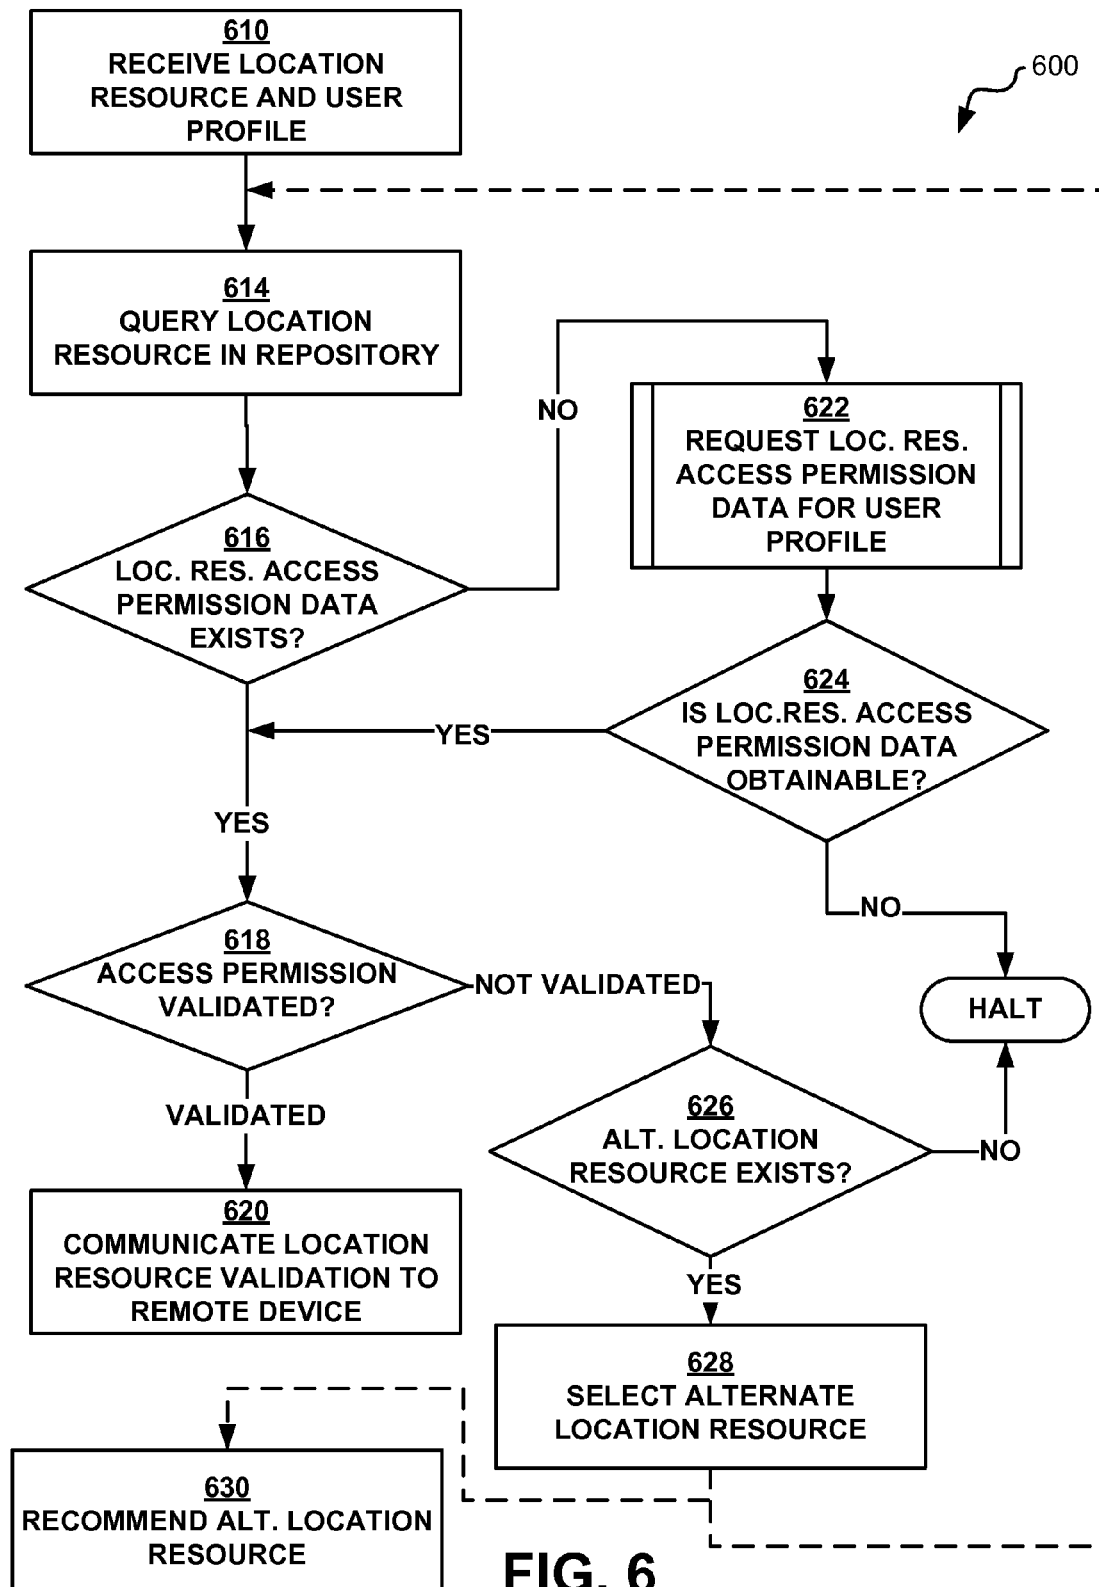 610
RECEIVE LOCATION
RESOURCE AND USER
PROFILE
600
614
QUERY LOCATION
RESOURCE IN REPOSITORY
NO
622
REQUEST LOC. RES.
ACCESS PERMISSION
DATA FOR USER
PROFILE
616
LOC. RES. ACCESS
PERMISSION DATA
EXISTS?
624
IS LOC.RES. ACCESS
PERMISSION DATA
OBTAINABLE?
YES
YES
NO
618
ACCESS PERMISSION
VALIDATED?
NOT VALIDATED
HALT
VALIDATED
626
ALT. LOCATION
RESOURCE EXISTS?
NO
620
COMMUNICATE LOCATION
RESOURCE VALIDATION TO
REMOTE DEVICE
YES
628
SELECT ALTERNATE
LOCATION RESOURCE
630
RECOMMEND ALT. LOCATION
RESOURCE
FIG. 6